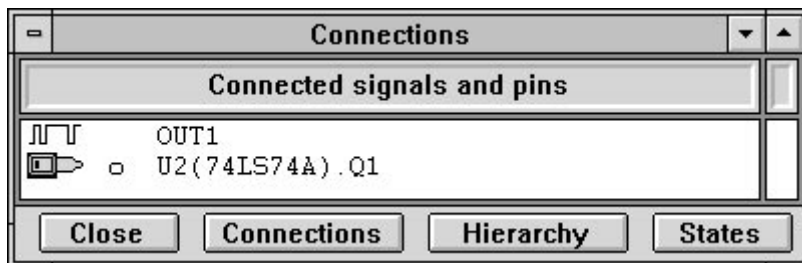 Connections
Connected signals and pins
OUT1
o U2(74LS74A).Q1
Close Connections Hierarchy States